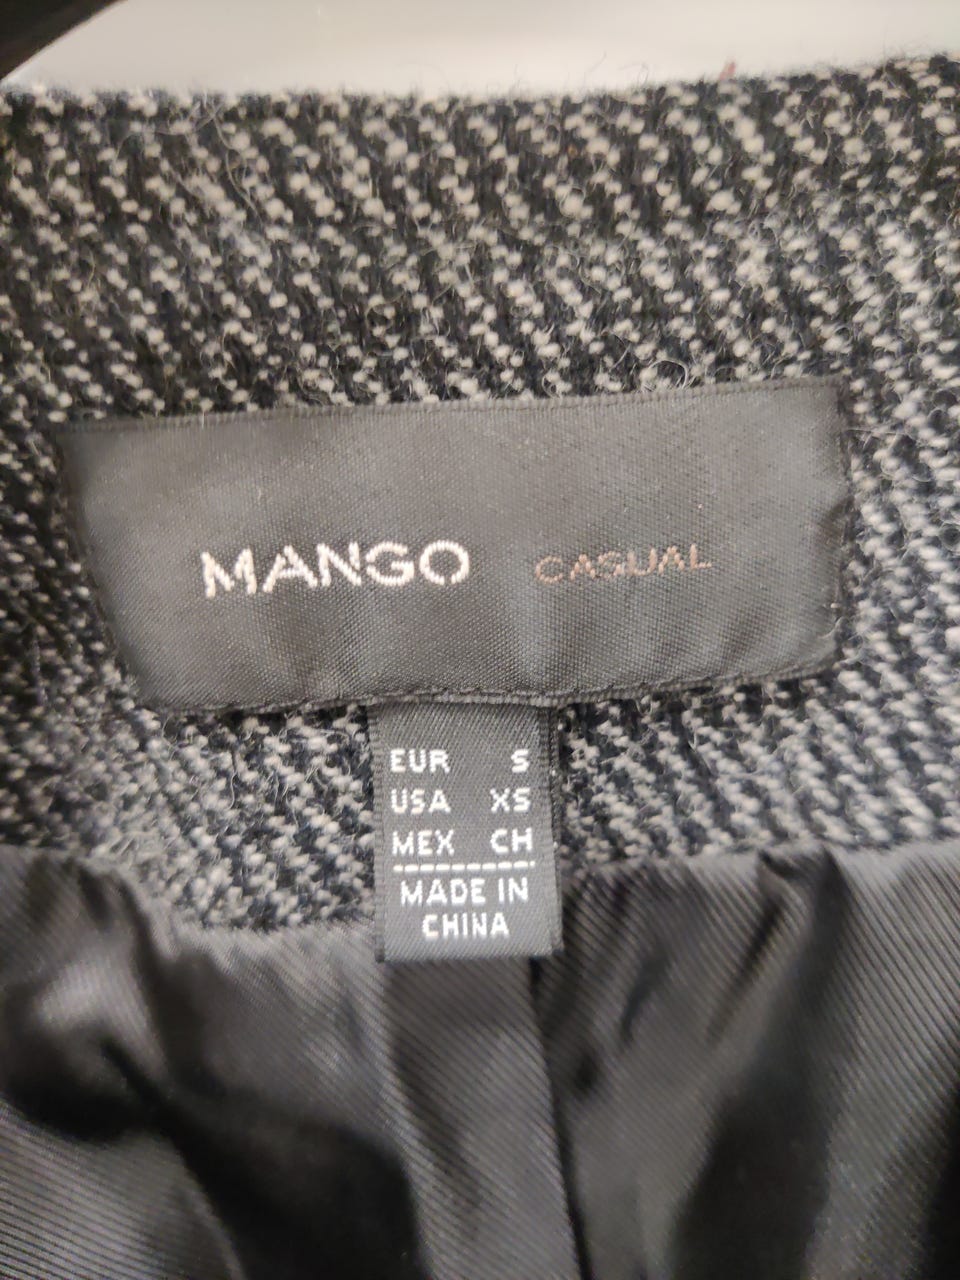 MANGO CASUAL
EUR S
USA XS
MEX CH
MADE IN
CHINA